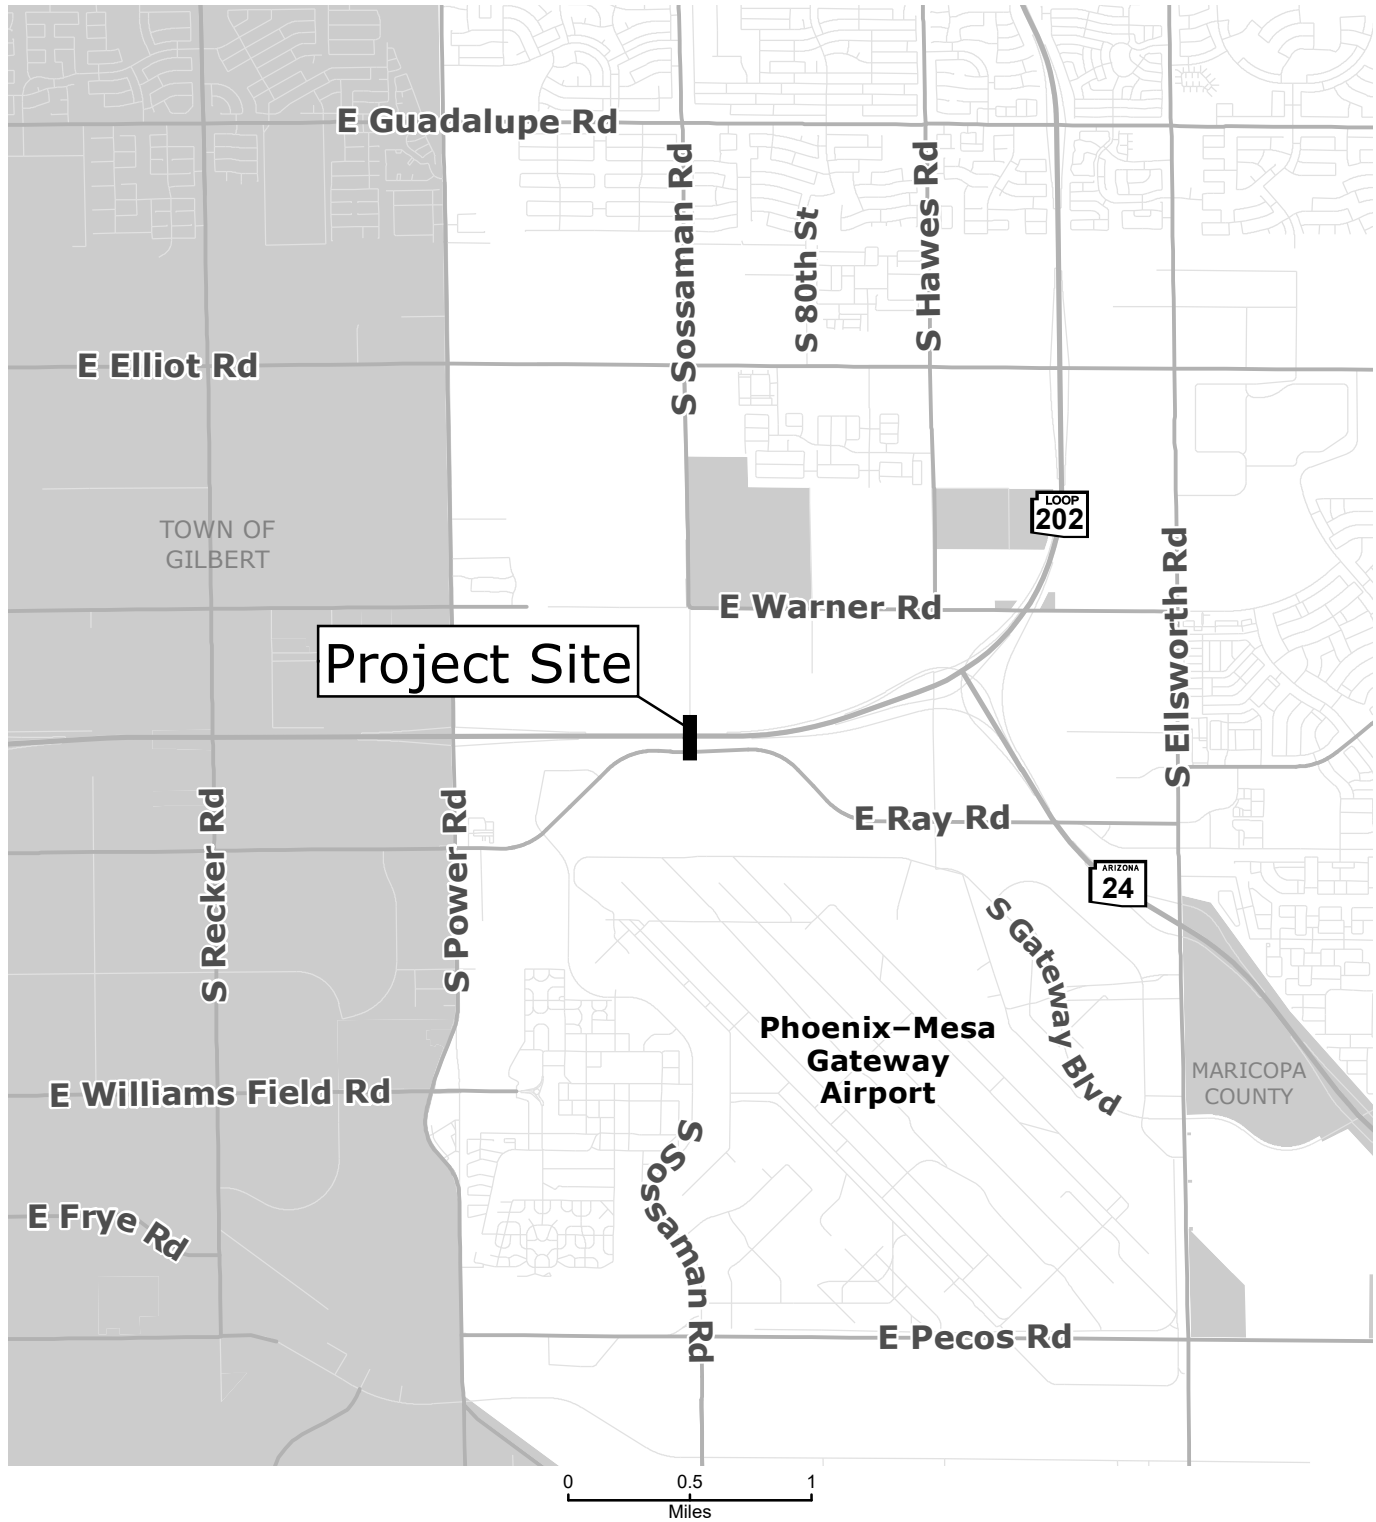 E Guadalupe Rd
S Sossaman Rd
S 80th St
S Hawes Rd
E Elliot Rd
LOOP
202
TOWN OF
GILBERT
E Warner Rd
S Ellsworth Rd
Project Site
S Recker Rd
S Power Rd
E Ray Rd
ARIZONA
24
S Gateway Blvd
Phoenix–Mesa
Gateway
Airport
MARICOPA
COUNTY
E Williams Field Rd
S Sossaman Rd
E Frye Rd
E Pecos Rd
0 0.5 1
Miles